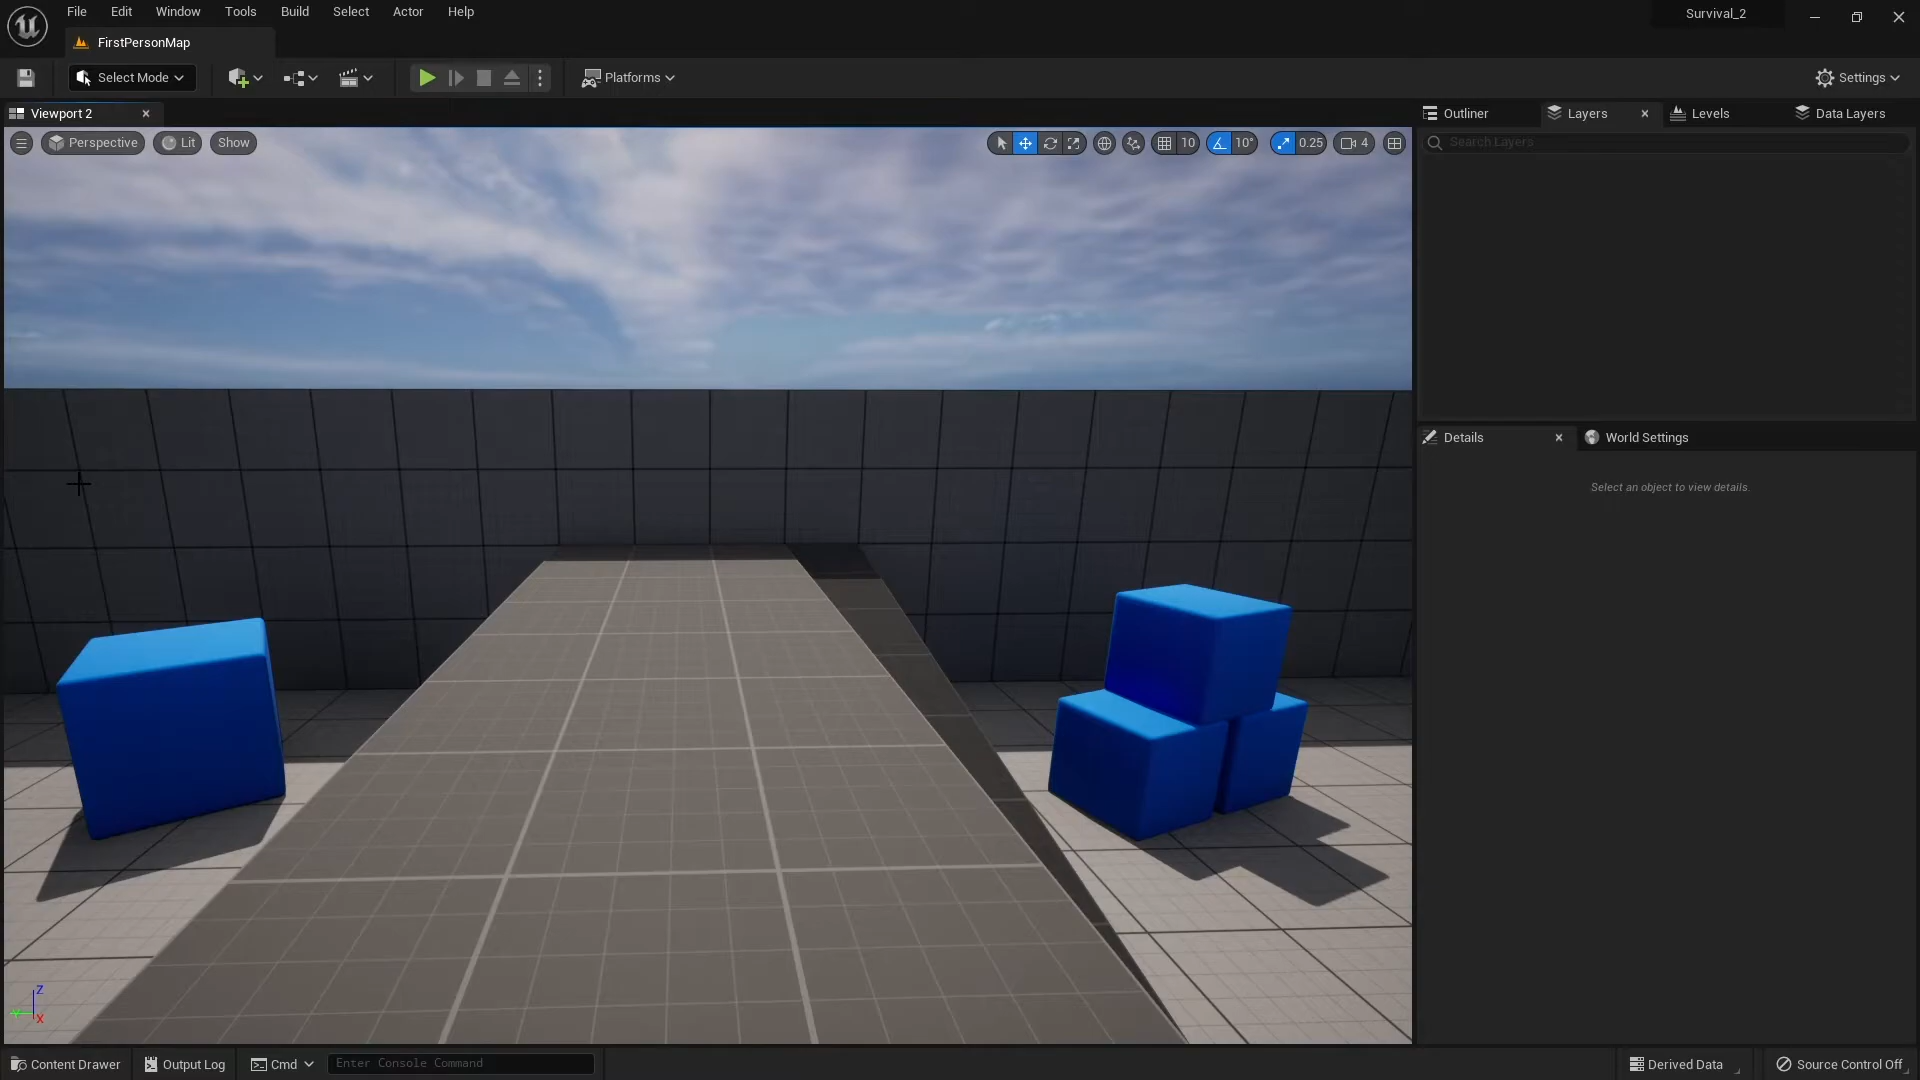 File Edit Window Tools Build Select Actor Help
Survival_2
FirstPersonMap
Select Mode
Platforms
Settings
Viewport 2
Outliner
Layers
Levels
Data Layers
Perspective
Lit
Show
10
10°
0.25
4
Search Layers
Details
World Settings
Select an object to view details.
Z
Y
X
Content Drawer
Output Log
Cmd
Enter Console Command
Derived Data
Source Control Off